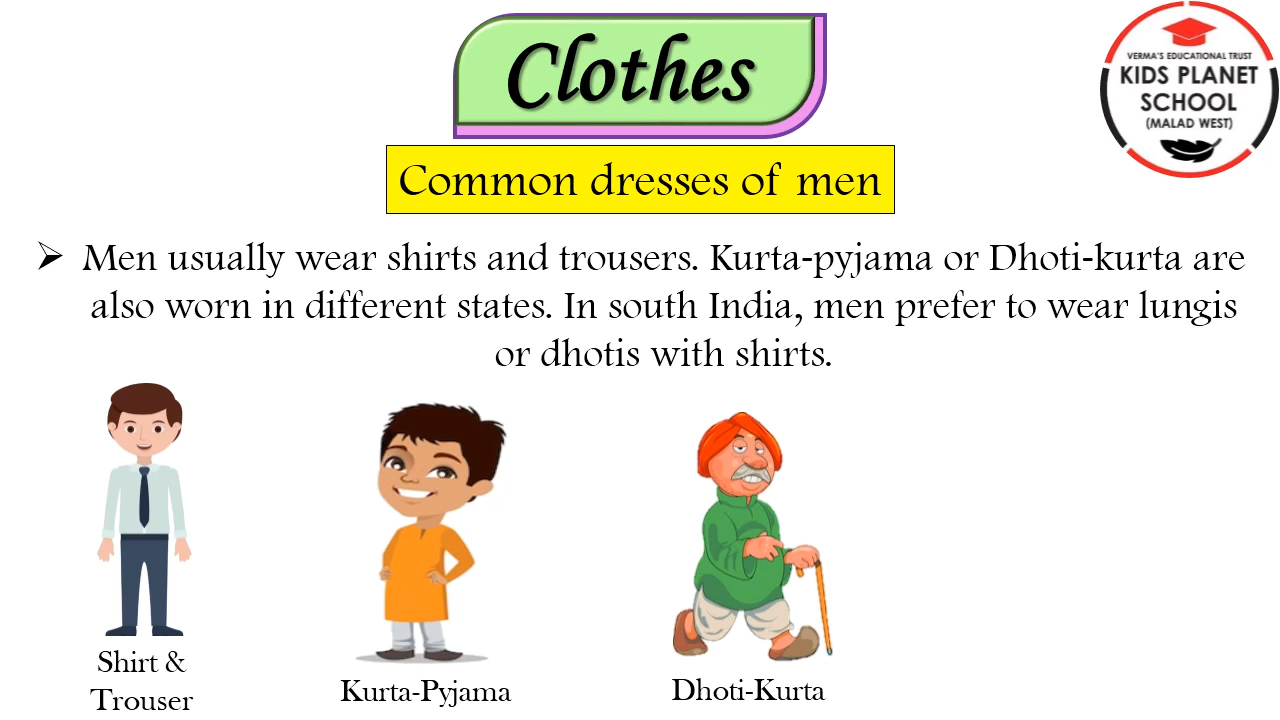 Clothes
VERMA'S EDUCATIONAL TRUST
KIDS PLANET
SCHOOL
(MALAD WEST)
Common dresses of men
➢ Men usually wear shirts and trousers. Kurta-pyjama or Dhoti-kurta are
also worn in different states. In south India, men prefer to wear lungis
or dhotis with shirts.
Shirt &
Trouser
Kurta-Pyjama
Dhoti-Kurta